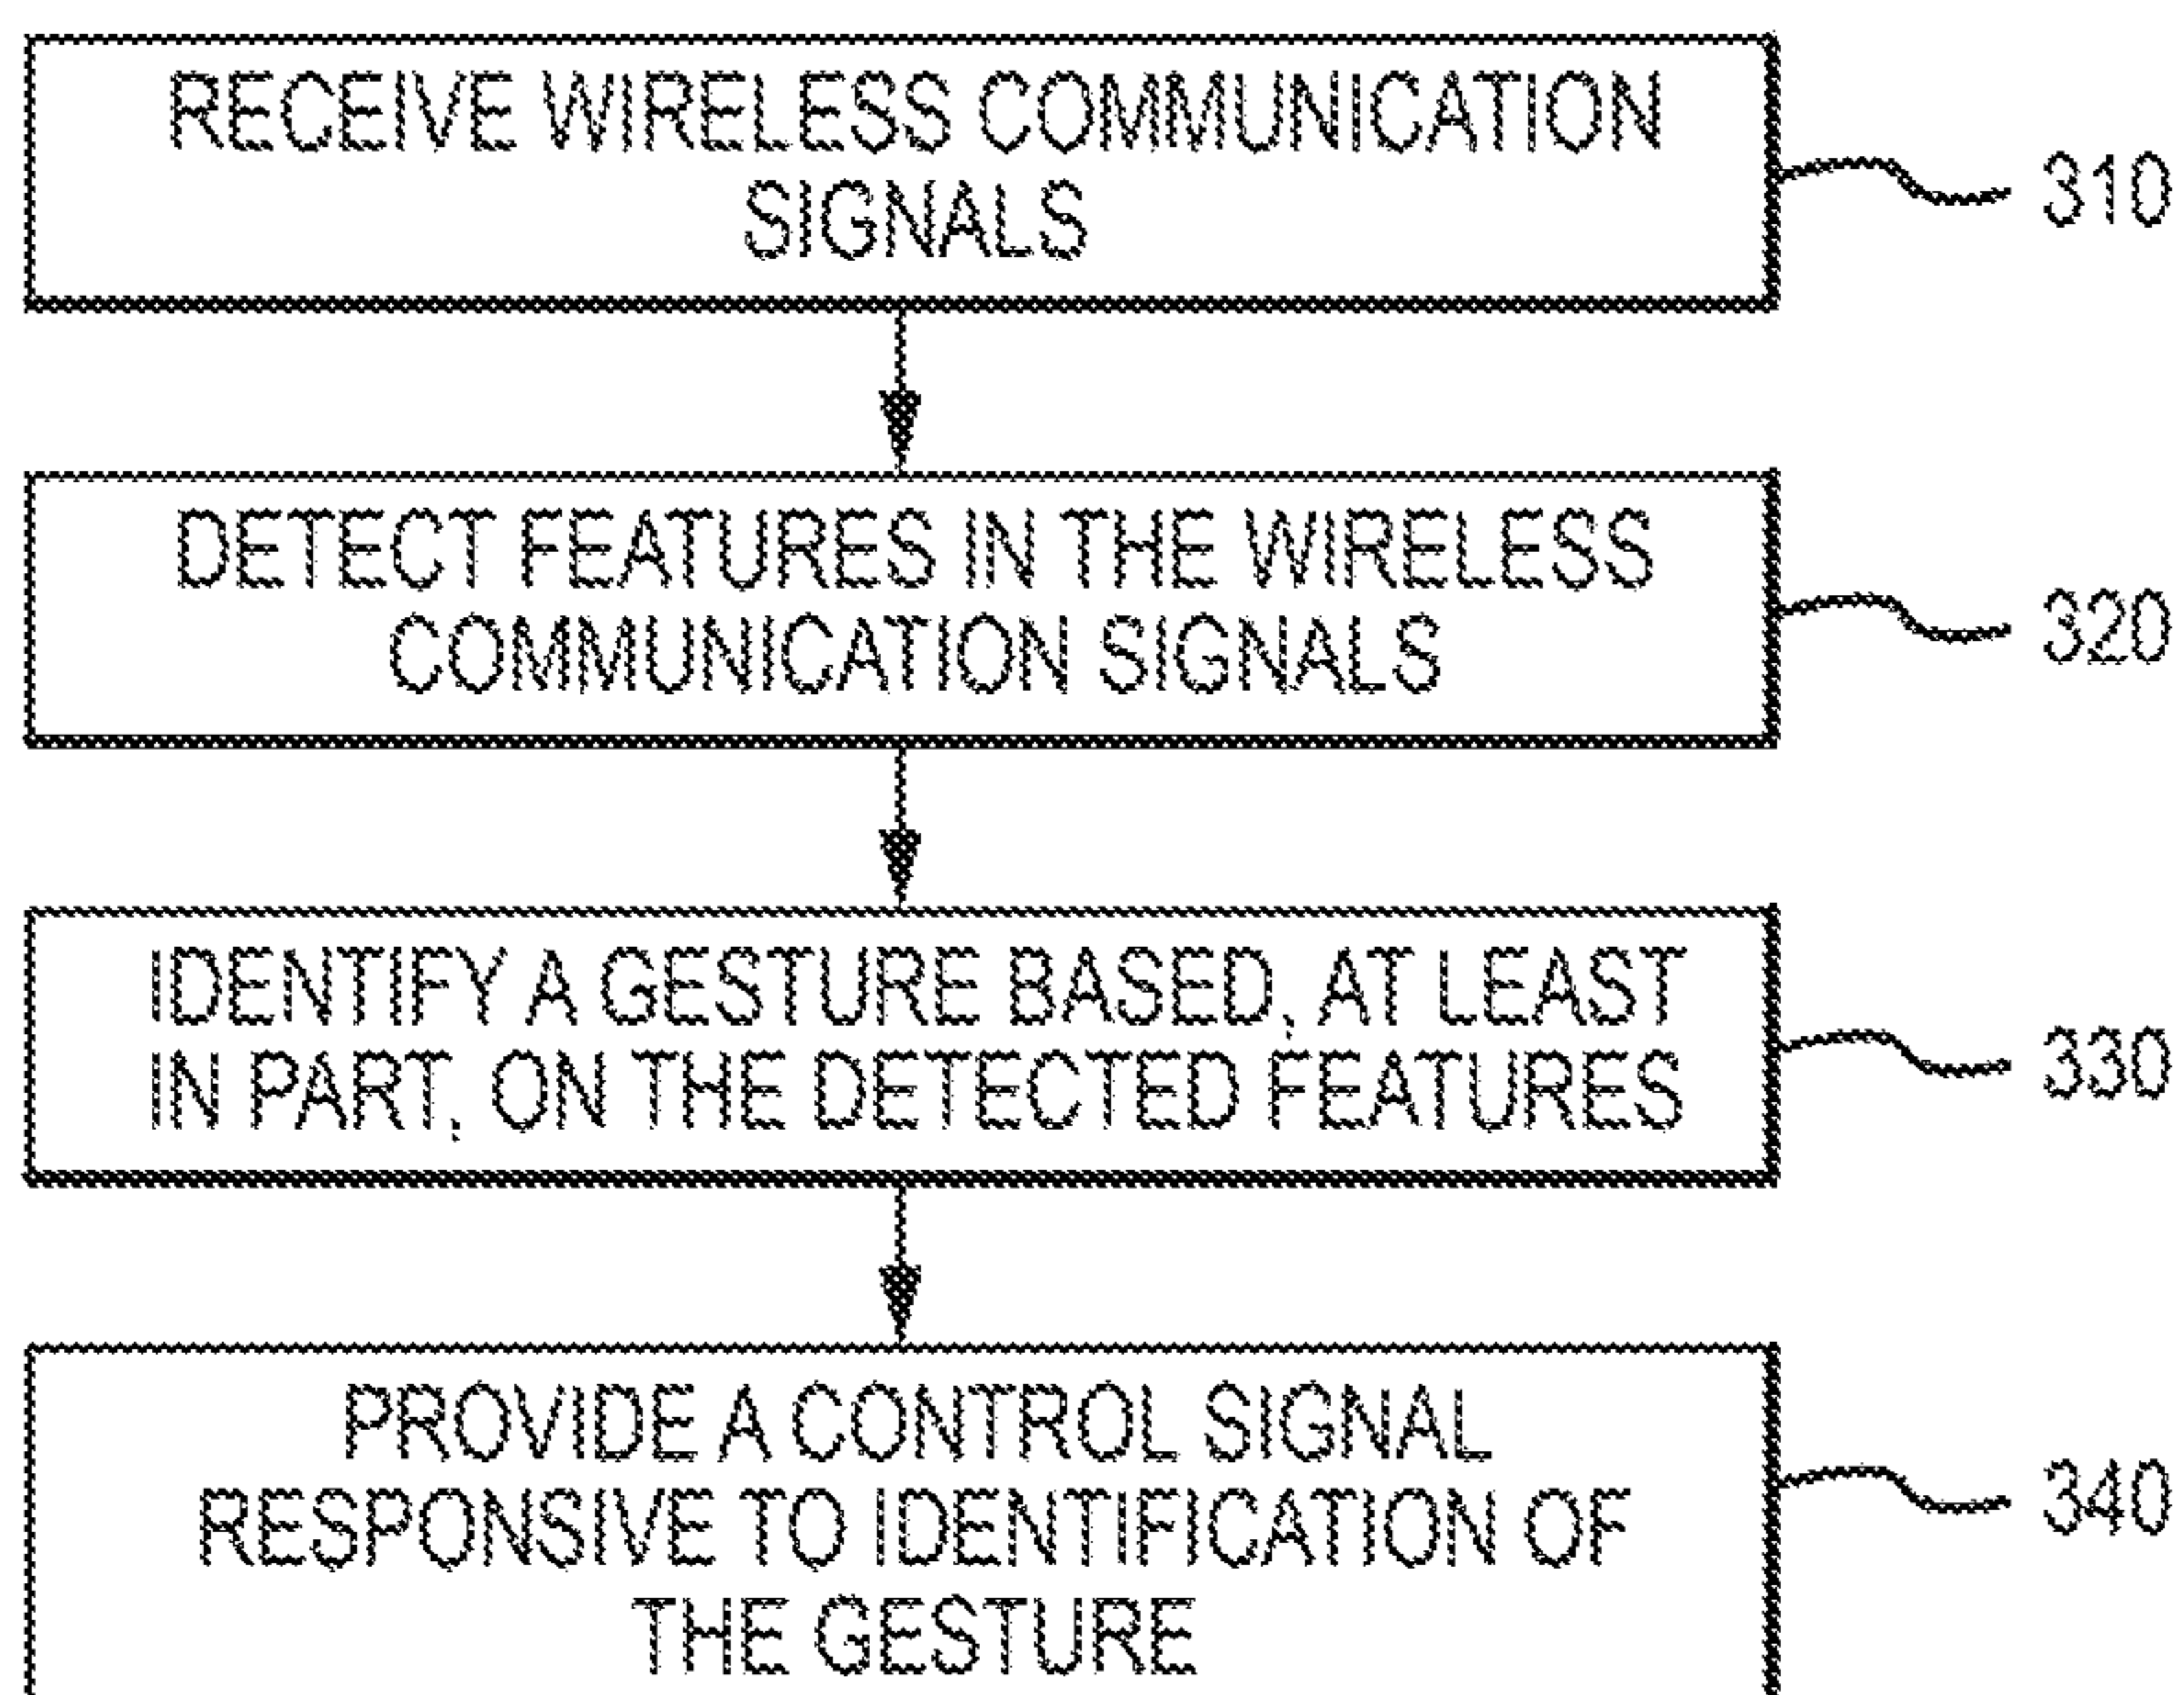 RECEIVE WIRELESS COMMUNICATION
SIGNALS
310
DETECT FEATURES IN THE WIRELESS
COMMUNICATION SIGNALS
320
IDENTIFY A GESTURE BASED, AT LEAST
IN PART, ON THE DETECTED FEATURES
330
PROVIDE A CONTROL SIGNAL
RESPONSIVE TO IDENTIFICATION OF
THE GESTURE
340